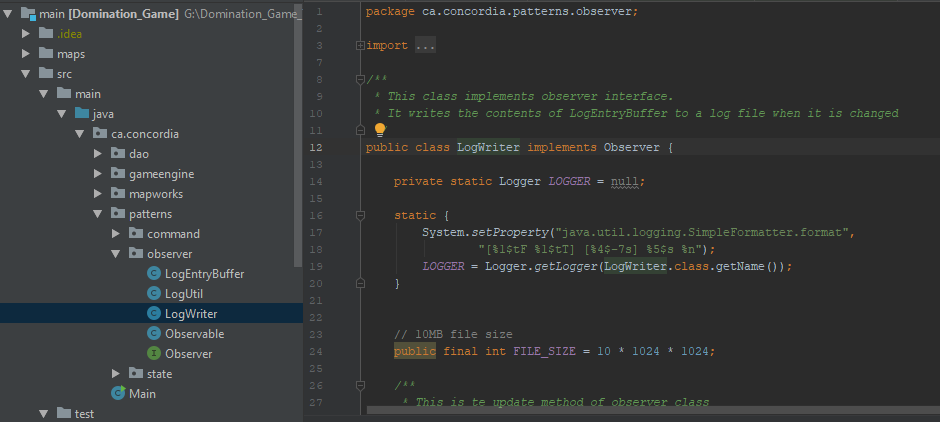 main [Domination_Game] G:\Domination_Game_
.idea
maps
src
main
java
ca.concordia
dao
gameengine
mapworks
patterns
command
observer
LogEntryBuffer
LogUtil
LogWriter
Observable
Observer
state
Main
test
1 package ca.concordia.patterns.observer;
2
3 import ...
7
8 /**
9 * This class implements observer interface.
10 * It writes the contents of LogEntryBuffer to a log file when it is changed
11
12 public class LogWriter implements Observer {
13
14 private static Logger LOGGER = null;
15
16 static {
17 System.setProperty("java.util.logging.SimpleFormatter.format",
18 "[%1$tF %1$tT] [%4$-7s] %5$s %n");
19 LOGGER = Logger.getLogger(LogWriter.class.getName());
20 }
21
22
23 // 10MB file size
24 public final int FILE_SIZE = 10 * 1024 * 1024;
25
26 /**
27 * This is te update method of observer class